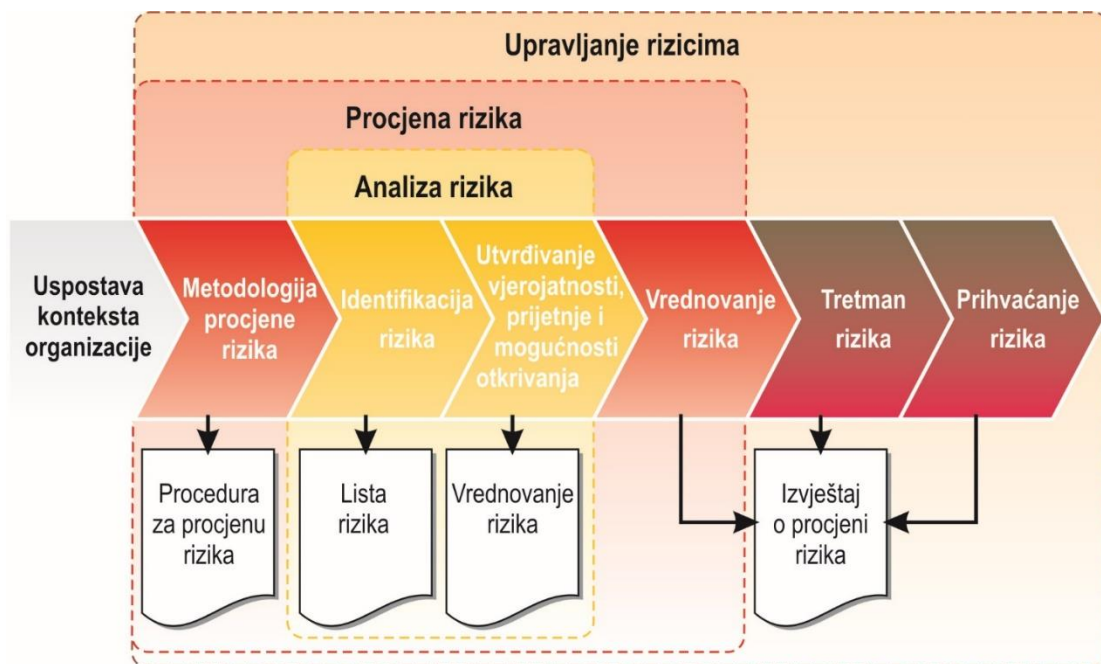 Upravljanje rizicima
Procjena rizika
Analiza rizika
Uspostava
konteksta
organizacije
Metodologija
procjene
rizika
Identifikacija
rizika
Utvrđivanje
vjerojatnosti,
prijetnje i
mogućnosti
otkrivanja
Vrednovanje
rizika
Tretman
rizika
Prihvaćanje
rizika
Procedura
za procjenu
rizika
Lista
rizika
Vrednovanje
rizika
Izvještaj
o procjeni
rizika